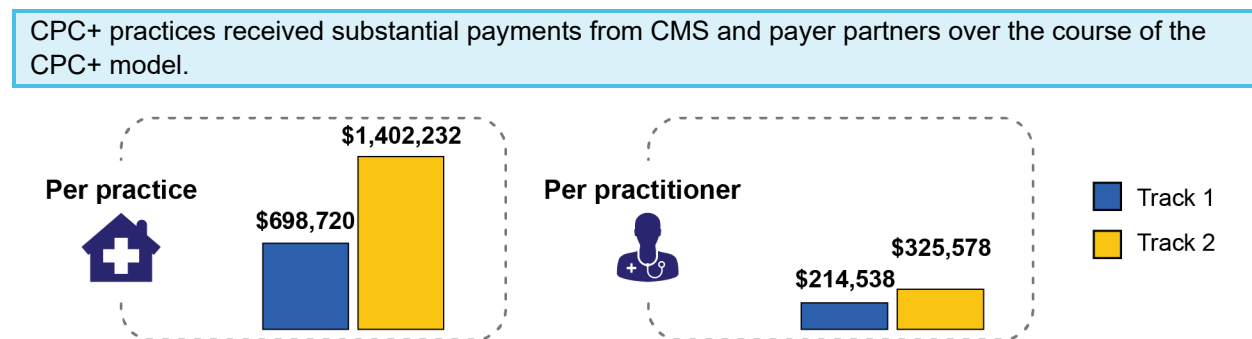 CPC+ practices received substantial payments from CMS and payer partners over the course of the
CPC+ model.
Per practice
$698,720
$1,402,232
Per practitioner
$214,538
$325,578
Track 1
Track 2